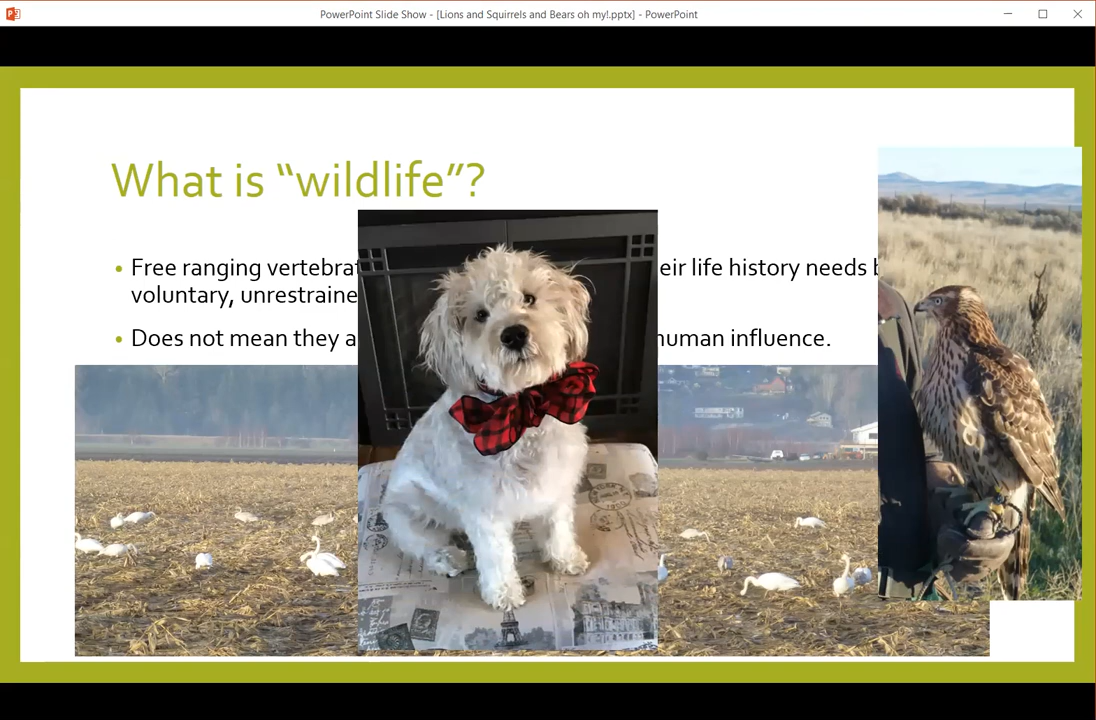 PowerPoint Slide Show - [Lions and Squirrels and Bears oh my!.pptx] - PowerPoint
What is “wildlife”?
• Free ranging vertebrat eir life history needs b
voluntary, unrestraine
• Does not mean they a human influence.